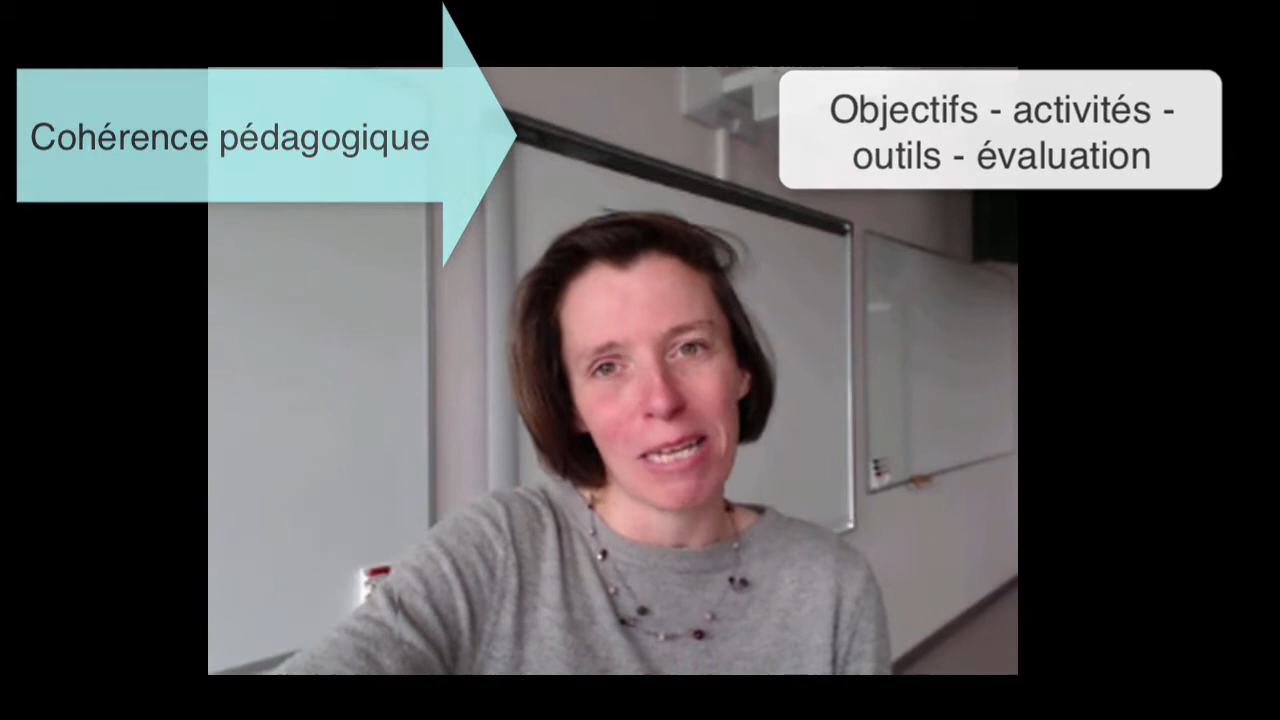 Cohérence pédagogique
Objectifs - activités -
outils - évaluation